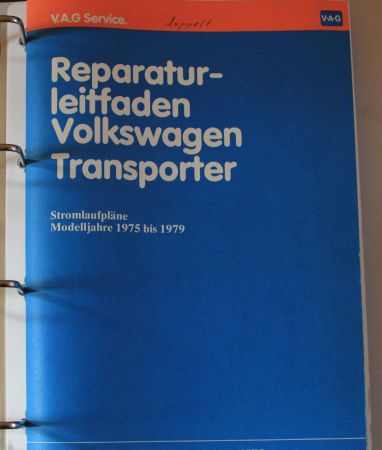 V.A.G Service.
doppelt
V·A·G
Reparatur-
leitfaden
Volkswagen
Transporter
Stromlaufpläne
Modelljahre 1975 bis 1979